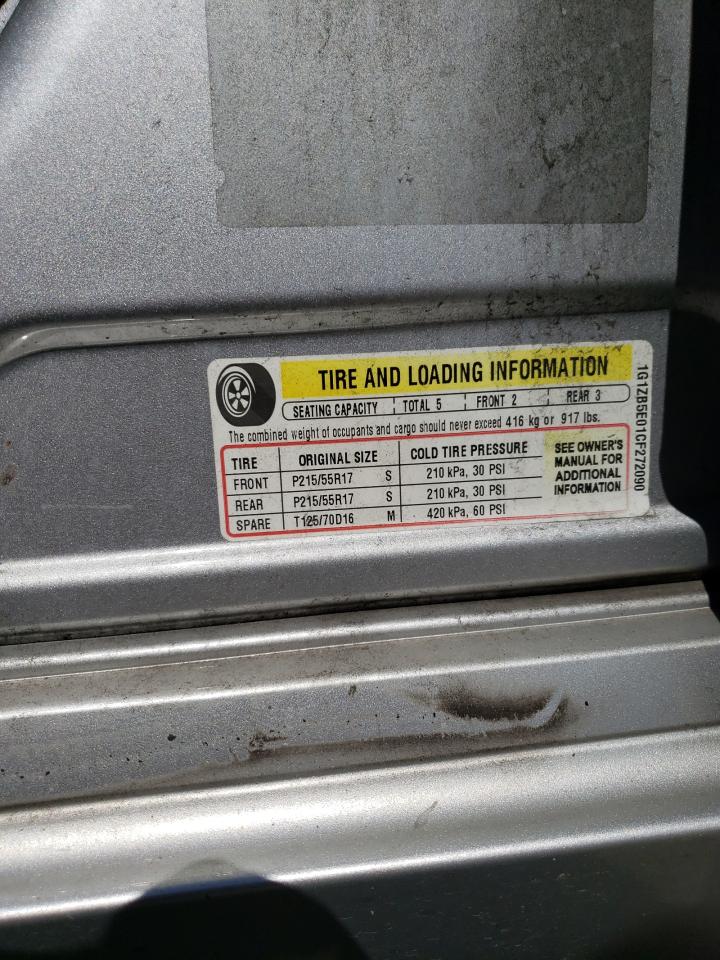 TIRE AND LOADING INFORMATION
SEATING CAPACITY TOTAL 5 FRONT 2 REAR 3
The combined weight of occupants and cargo should never exceed 416 kg or 917 lbs.
TIRE ORIGINAL SIZE COLD TIRE PRESSURE
FRONT P215/55R17 S 210 kPa, 30 PSI
REAR P215/55R17 S 210 kPa, 30 PSI
SPARE T125/70D16 M 420 kPa, 60 PSI
SEE OWNER'S
MANUAL FOR
ADDITIONAL
INFORMATION
1G1ZB5E01CF272090